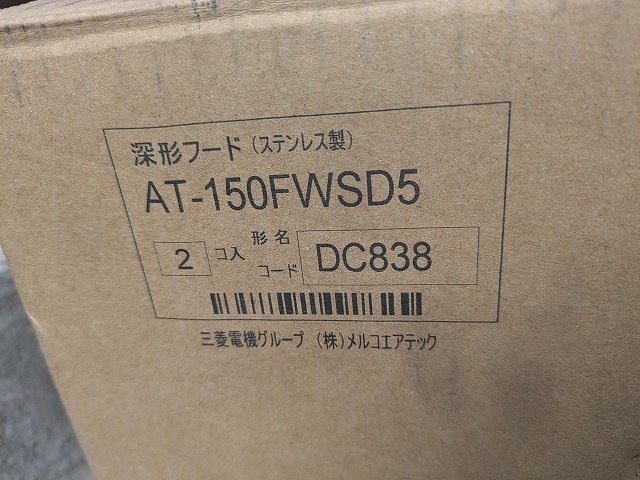 深形フード(ステンレス製)
AT-150FWSD5
2 コ入 形名コード DC838
三菱電機グループ (株)メルコエアテック